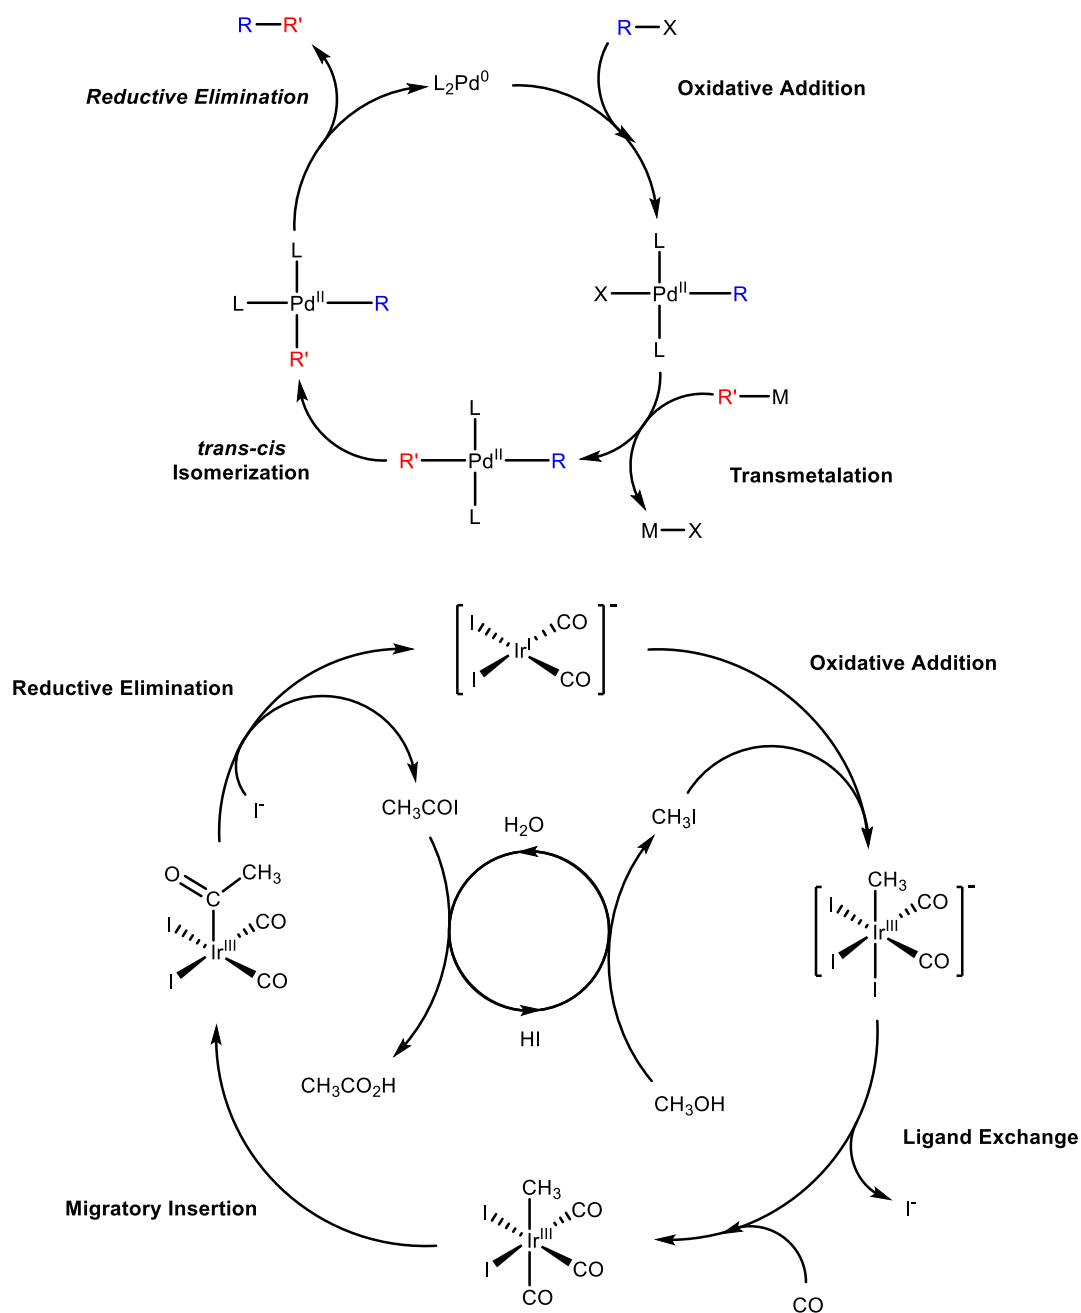 R—R'
R—X
L₂Pd⁰
Reductive Elimination
Oxidative Addition
L
L
X—Pdᴵᴵ—R
L—Pdᴵᴵ—R
L
R'
R'—M
L
trans-cis
Isomerization
R'—Pdᴵᴵ—R
Transmetalation
L
M—X
[ ]⁻
I
CO
Irᴵ
I
CO
Oxidative Addition
Reductive Elimination
I⁻
CH₃COI
CH₃I
H₂O
O
CH₃
C
I
CO
Irᴵᴵᴵ
I
CO
[ ]⁻
CH₃
I
CO
Irᴵᴵᴵ
I
CO
I
HI
CH₃CO₂H
CH₃OH
Ligand Exchange
Migratory Insertion
I⁻
CH₃
I
CO
Irᴵᴵᴵ
I
CO
CO
CO